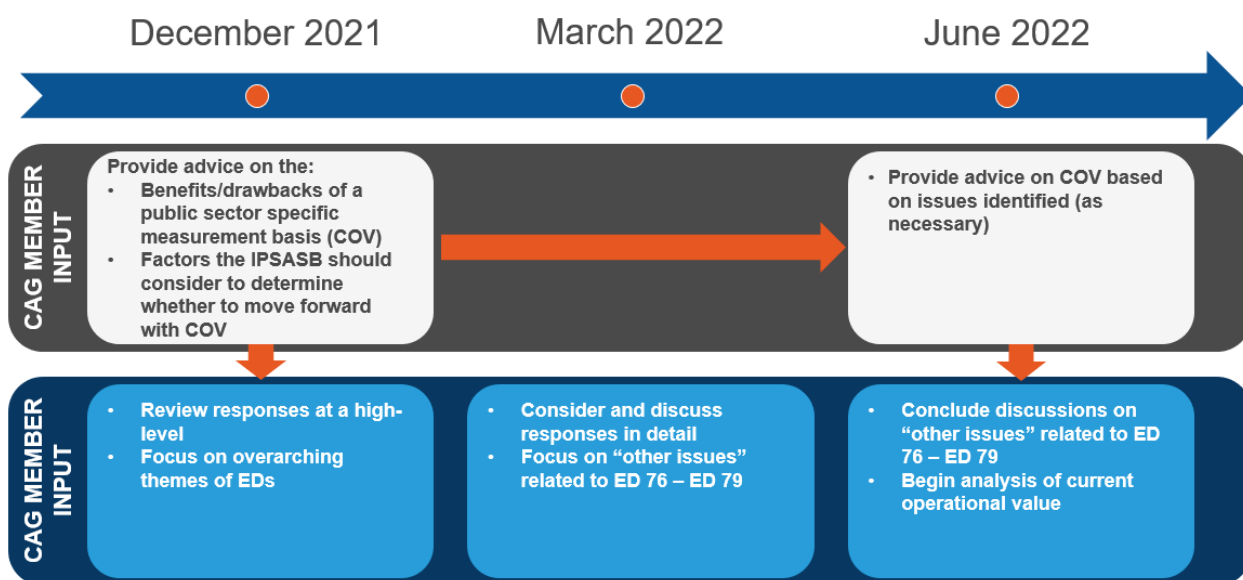 December 2021
March 2022
June 2022
CAG MEMBER
INPUT
Provide advice on the:
• Benefits/drawbacks of a
public sector specific
measurement basis (COV)
• Factors the IPSASB should
consider to determine
whether to move forward
with COV
• Provide advice on COV based
on issues identified (as
necessary)
CAG MEMBER
INPUT
• Review responses at a high-
level
• Focus on overarching
themes of EDs
• Consider and discuss
responses in detail
• Focus on “other issues”
related to ED 76 – ED 79
• Conclude discussions on
“other issues” related to ED
76 – ED 79
• Begin analysis of current
operational value